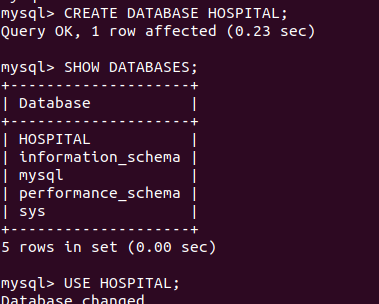 mysql> CREATE DATABASE HOSPITAL;
Query OK, 1 row affected (0.23 sec)
mysql> SHOW DATABASES;
+--------------------+
| Database           |
+--------------------+
| HOSPITAL           |
| information_schema |
| mysql              |
| performance_schema |
| sys                |
+--------------------+
5 rows in set (0.00 sec)
mysql> USE HOSPITAL;
Database changed